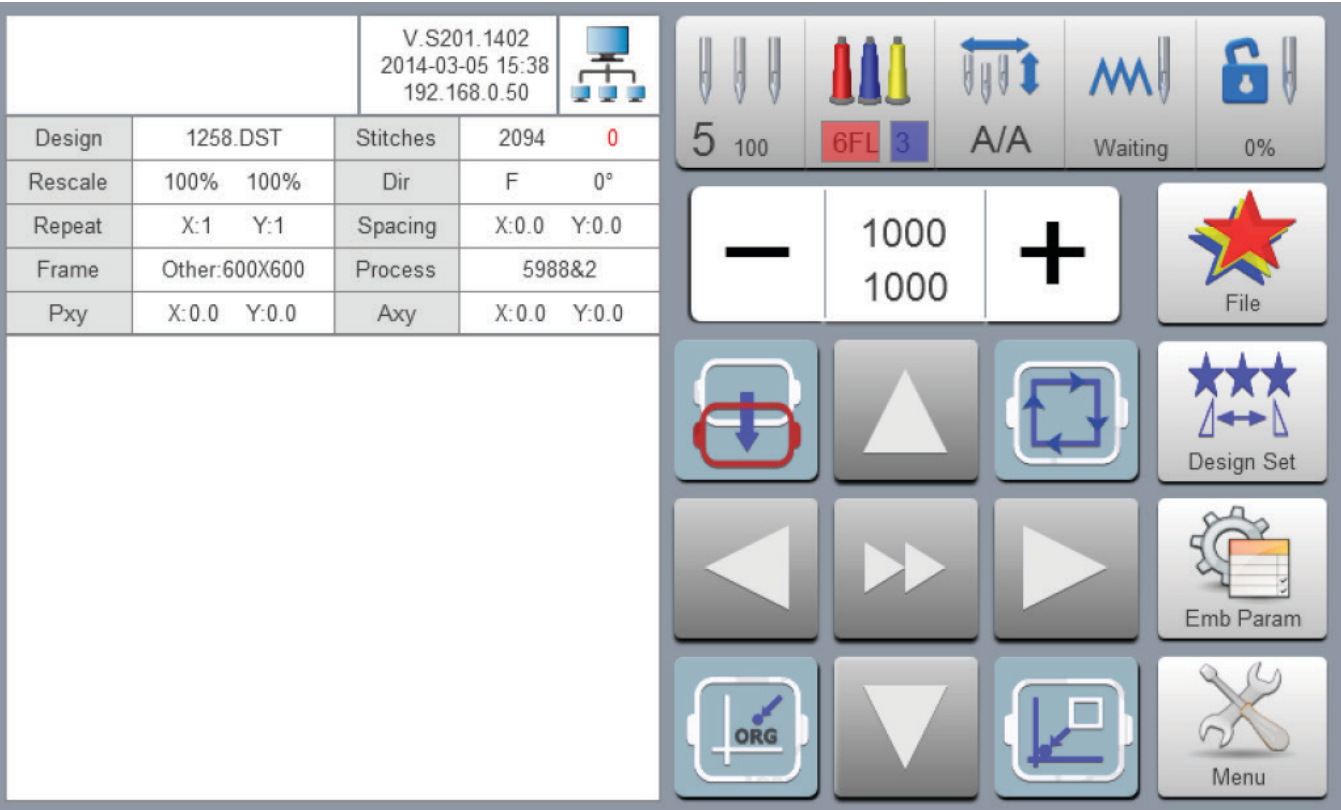 V.S201.1402
2014-03-05 15:38
192.168.0.50
Design 1258.DST Stitches 2094 0
Rescale 100% 100% Dir F 0°
Repeat X:1 Y:1 Spacing X:0.0 Y:0.0
Frame Other:600X600 Process 5988&2
Pxy X:0.0 Y:0.0 Axy X:0.0 Y:0.0
5 100 6FL 3 A/A Waiting 0%
1000
1000
File
Design Set
Emb Param
ORG
Menu